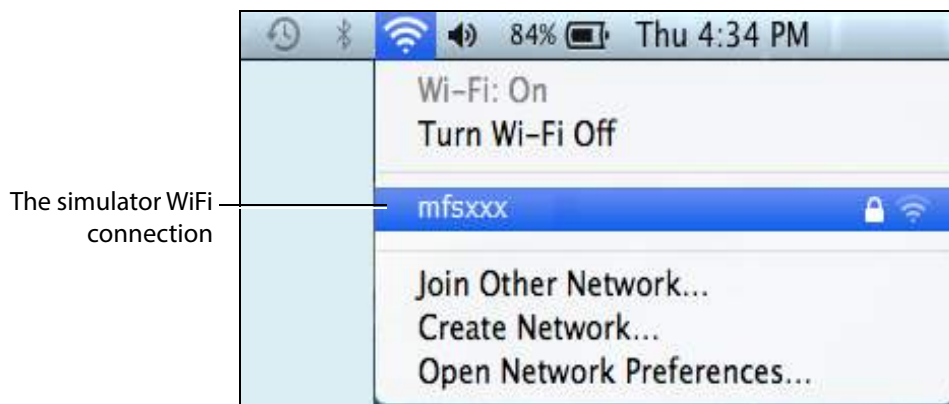 84% Thu 4:34 PM
Wi-Fi: On
Turn Wi-Fi Off
The simulator WiFi
connection
mfsxxx
Join Other Network...
Create Network...
Open Network Preferences...